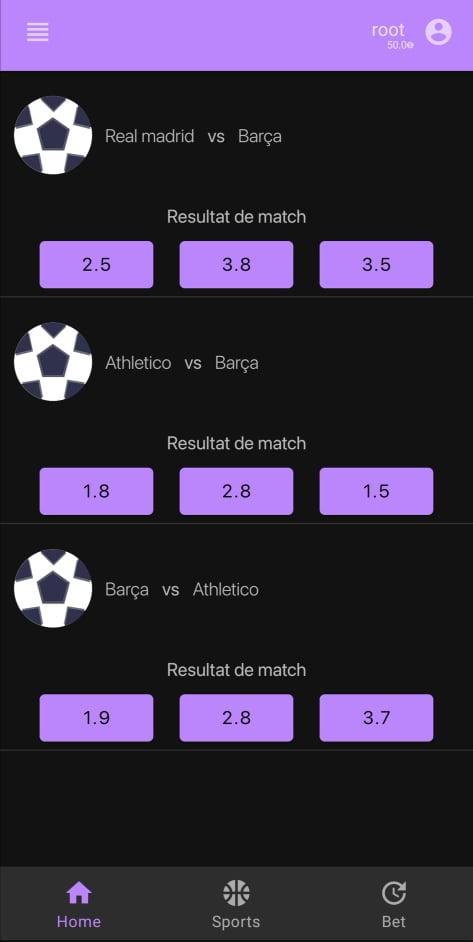 root
50.0
Real madrid vs Barça
Resultat de match
2.5 3.8 3.5
Athletico vs Barça
Resultat de match
1.8 2.8 1.5
Barça vs Athletico
Resultat de match
1.9 2.8 3.7
Home Sports Bet